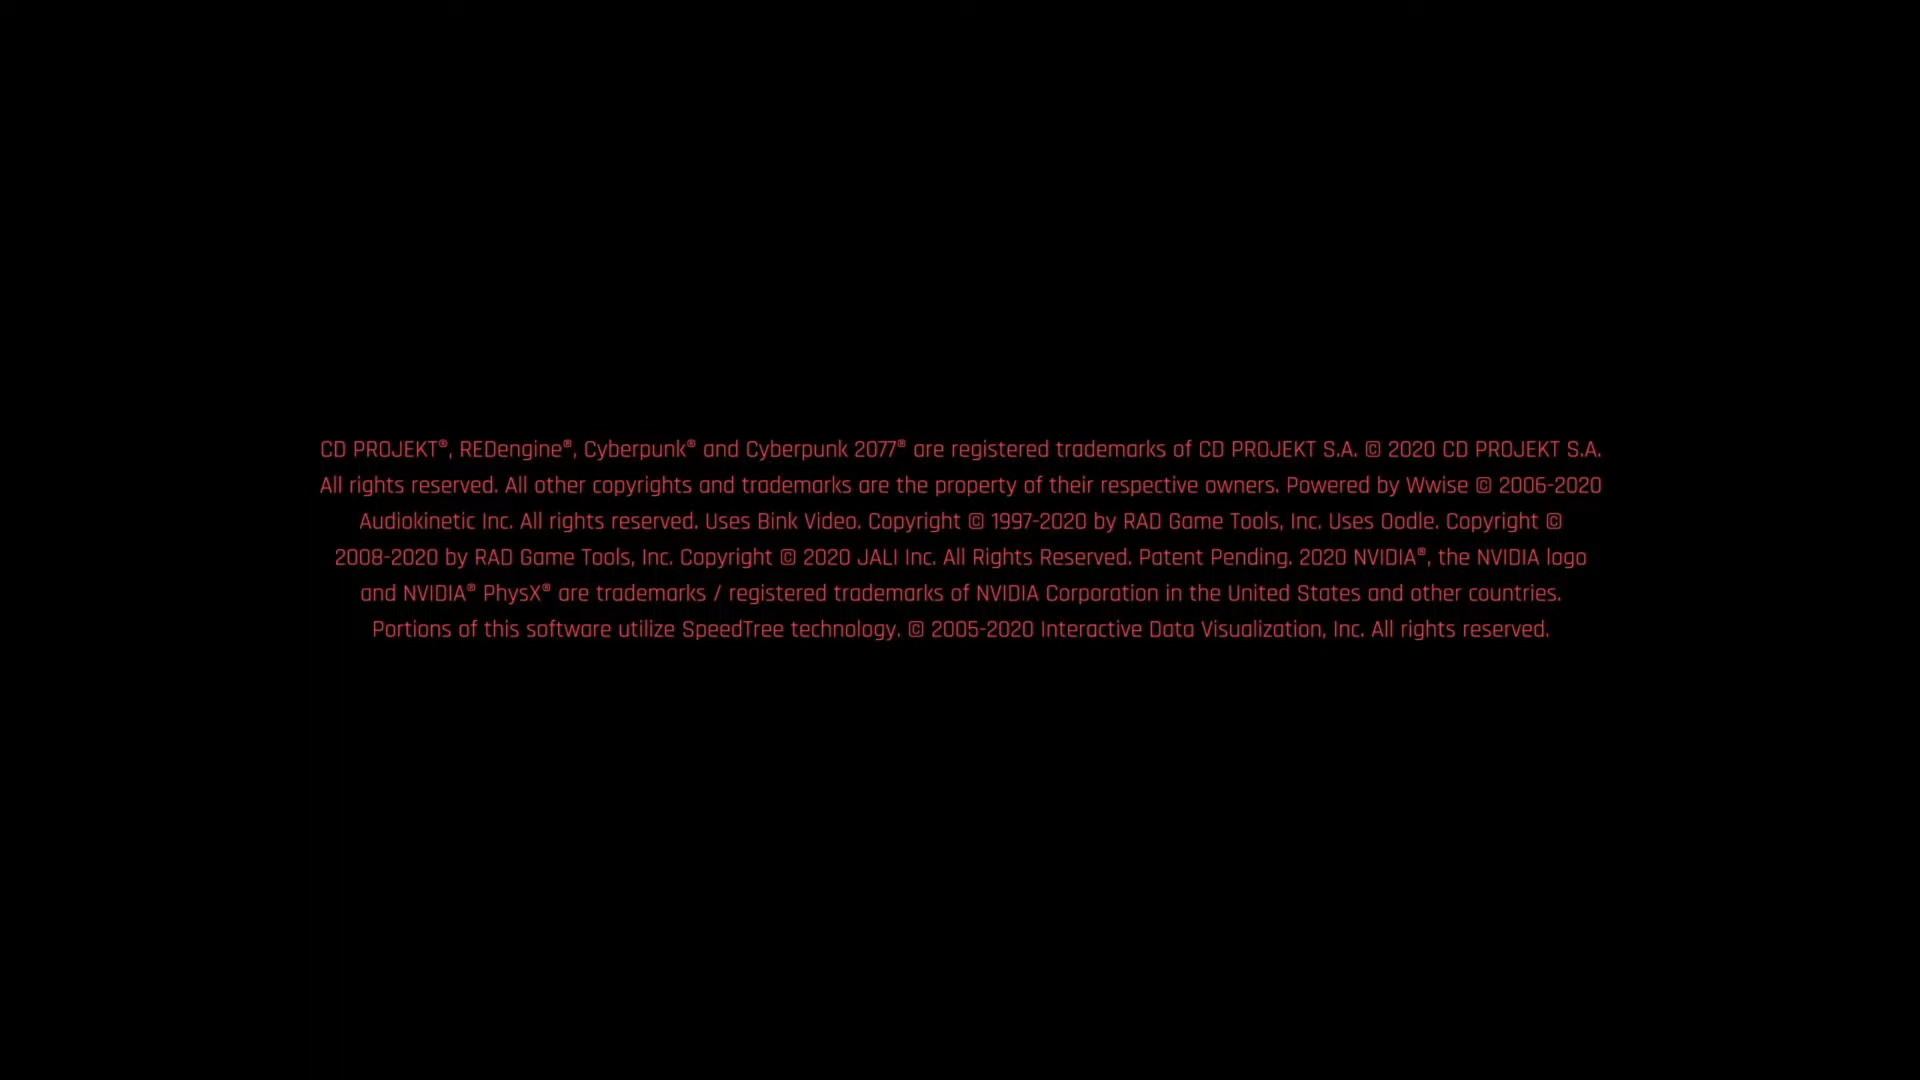 CD PROJEKT®, REDengine®, Cyberpunk® and Cyberpunk 2077® are registered trademarks of CD PROJEKT S.A. © 2020 CD PROJEKT S.A.
All rights reserved. All other copyrights and trademarks are the property of their respective owners. Powered by Wwise © 2006-2020
Audiokinetic Inc. All rights reserved. Uses Bink Video. Copyright © 1997-2020 by RAD Game Tools, Inc. Uses Oodle. Copyright ©
2008-2020 by RAD Game Tools, Inc. Copyright © 2020 JALI Inc. All Rights Reserved. Patent Pending. 2020 NVIDIA®, the NVIDIA logo
and NVIDIA® PhysX® are trademarks / registered trademarks of NVIDIA Corporation in the United States and other countries.
Portions of this software utilize SpeedTree technology. © 2005-2020 Interactive Data Visualization, Inc. All rights reserved.